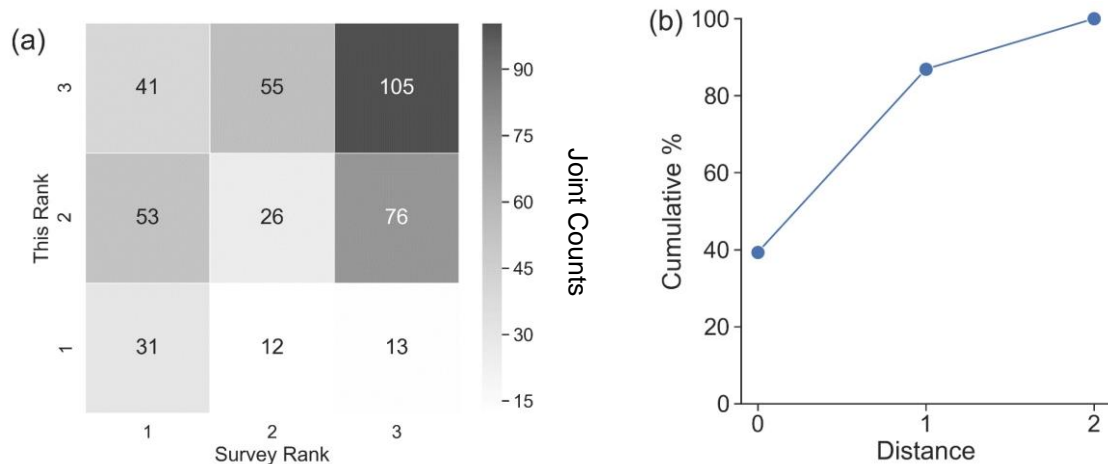 (a)
3
41 55 105
2
53 26 76
1
31 12 13
1 2 3
This Rank
Survey Rank
90
75
60
45
30
15
Joint Counts
(b)
100
80
60
40
20
0
Cumulative %
0 1 2
Distance